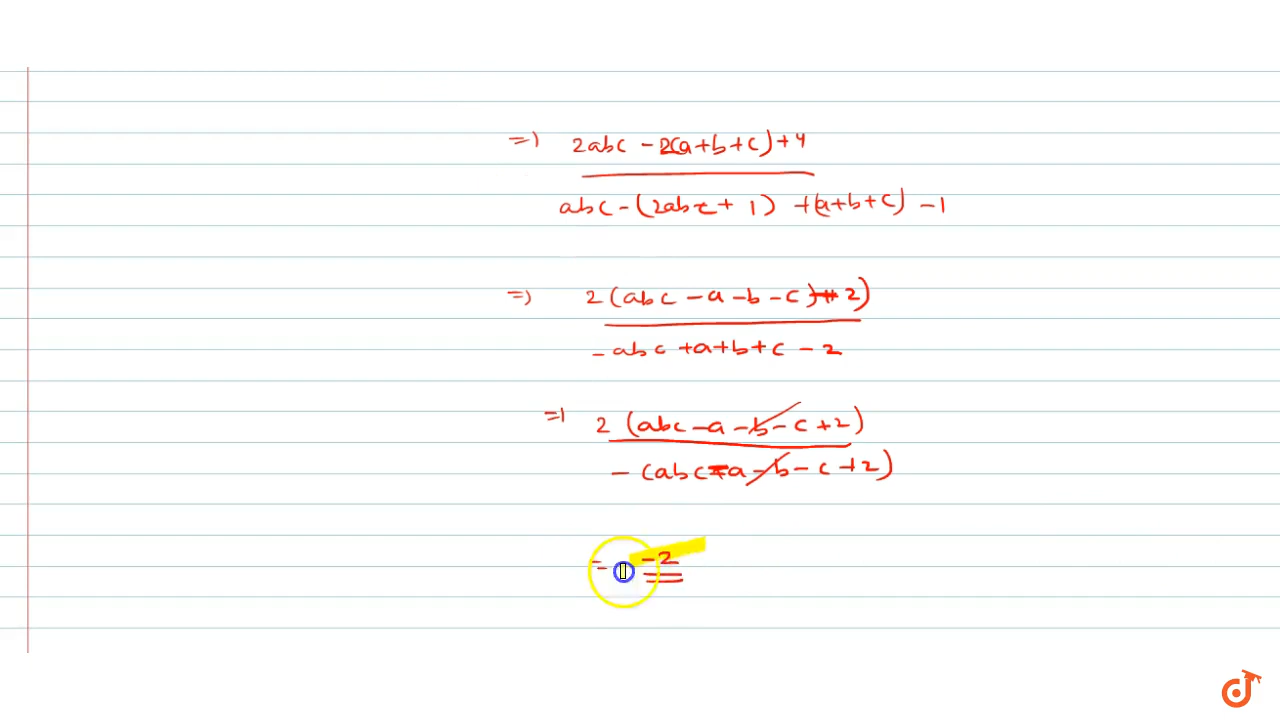 =) 2abc - 2(a+b+c)+4
abc - (2abc + 1) +(a+b+c) - 1
=) 2(abc - a - b - c + 2)
- abc + a + b + c - 2
=) 2 (abc - a - b - c + 2)
- (abc - a - b - c + 2)
= -2